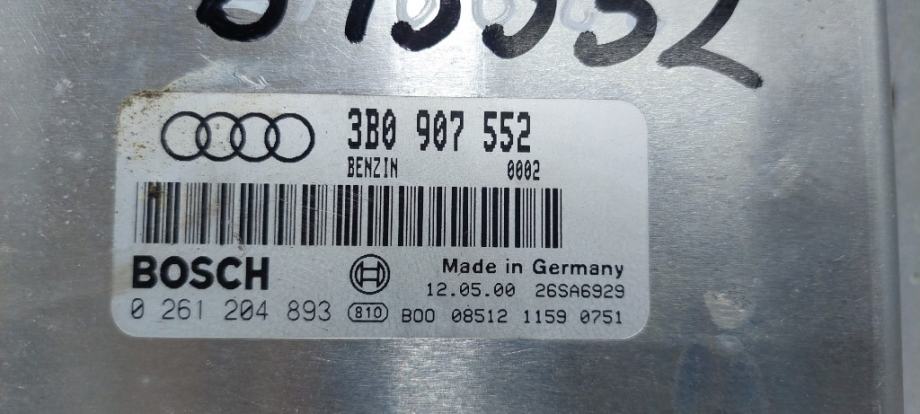 3B0 907 552
BENZIN 0002
BOSCH Made in Germany
12.05.00 26SA6929
0 261 204 893 810 B00 08512 1159 0751